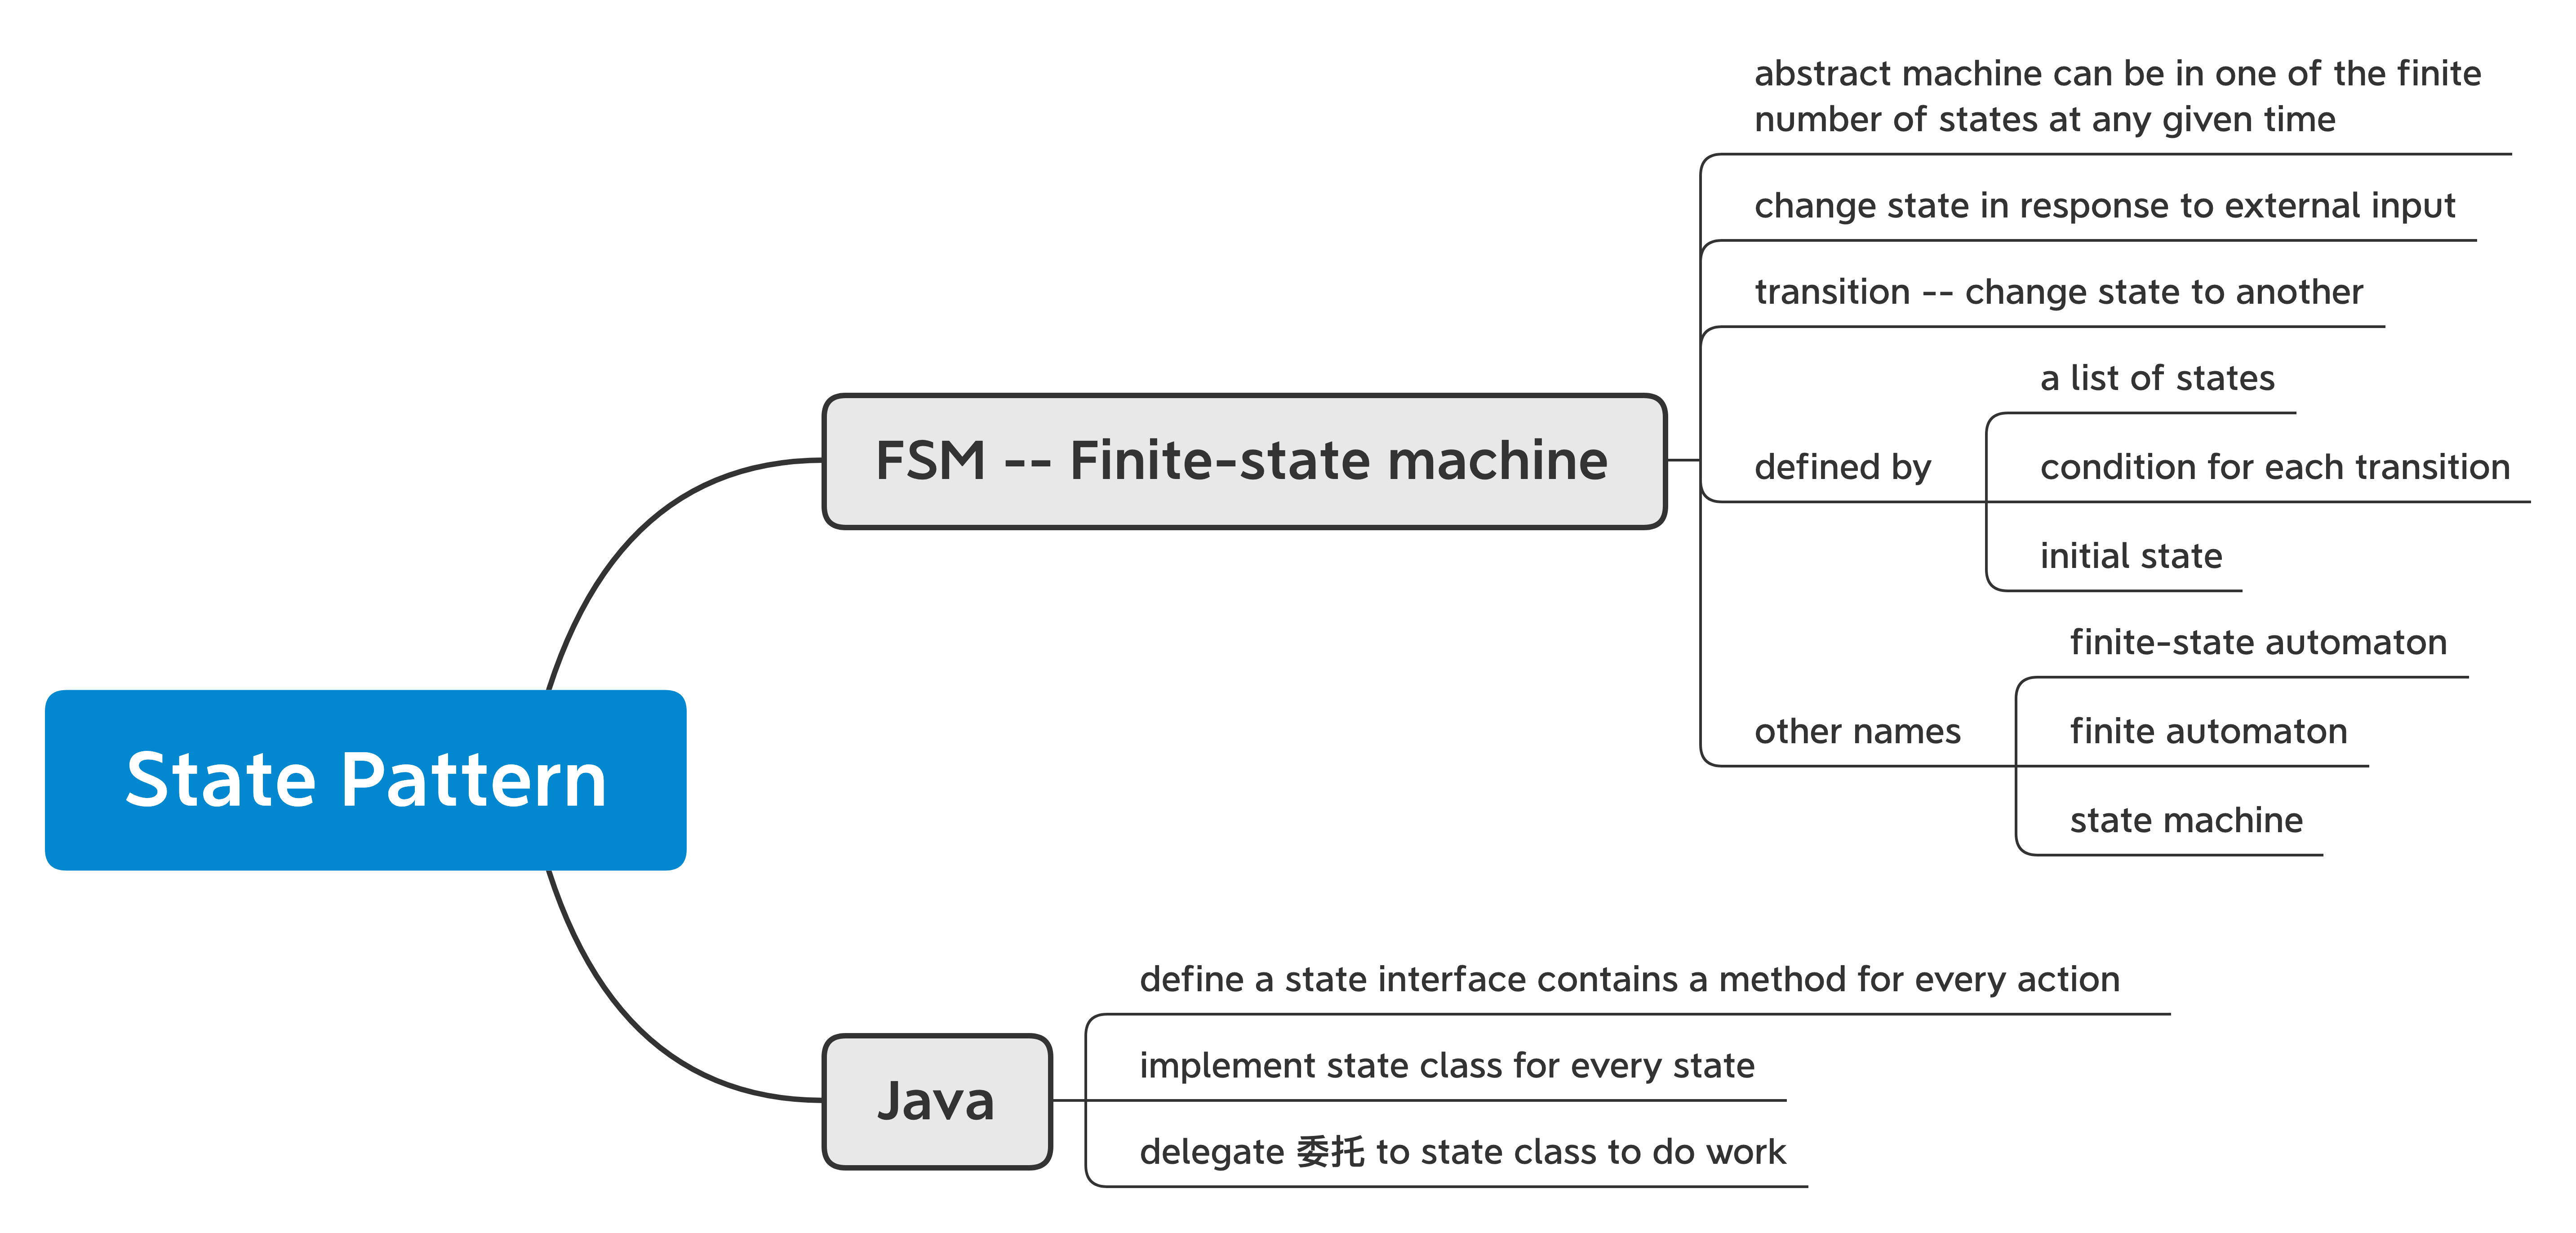 State Pattern
FSM -- Finite-state machine
abstract machine can be in one of the finite
number of states at any given time
change state in response to external input
transition -- change state to another
defined by
a list of states
condition for each transition
initial state
other names
finite-state automaton
finite automaton
state machine
Java
define a state interface contains a method for every action
implement state class for every state
delegate 委托 to state class to do work